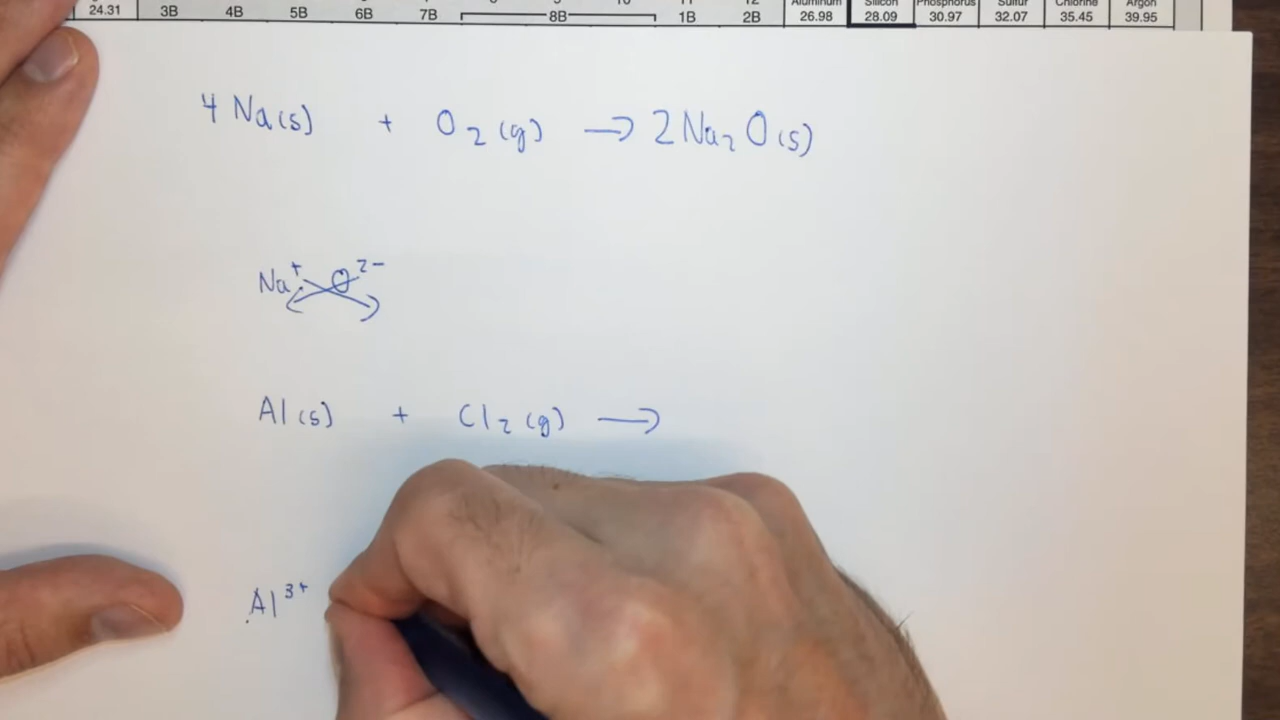 24.31 3B 4B 5B 6B 7B 8B 1B 2B Aluminum 26.98 Silicon 28.09 Phosphorus 30.97 Sulfur 32.07 Chlorine 35.45 Argon 39.95
4 Na(s) + O₂(g) → 2 Na₂O(s)
Na⁺ O²⁻
Al(s) + Cl₂(g) →
Al³⁺